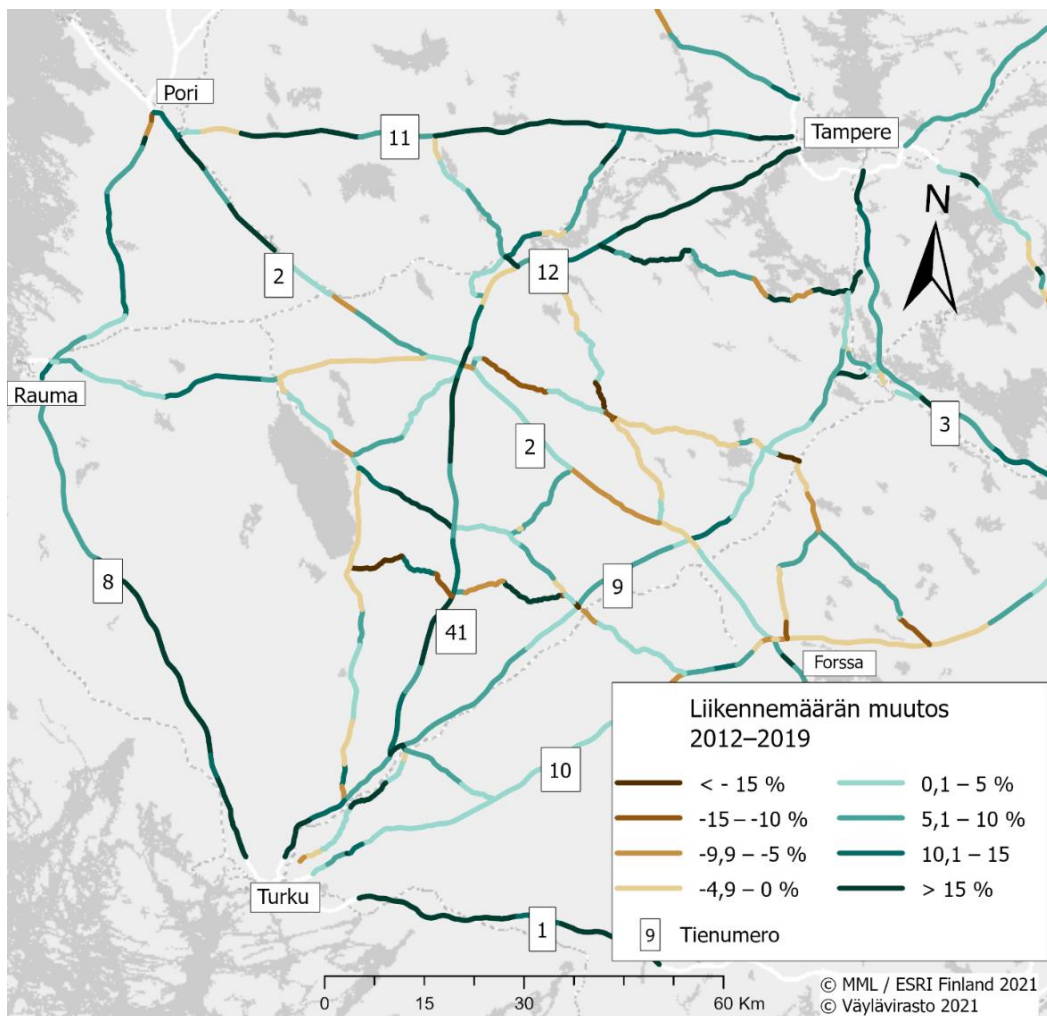 Pori
11
Tampere
N
2
12
Rauma
2
3
8
9
41
Forssa
10
Turku
1
Liikennemäärän muutos
2012–2019
< - 15 %
-15 – -10 %
-9,9 – -5 %
-4,9 – 0 %
0,1 – 5 %
5,1 – 10 %
10,1 – 15
> 15 %
9 Tienumero
0 15 30 60 Km
© MML / ESRI Finland 2021
© Väylävirasto 2021